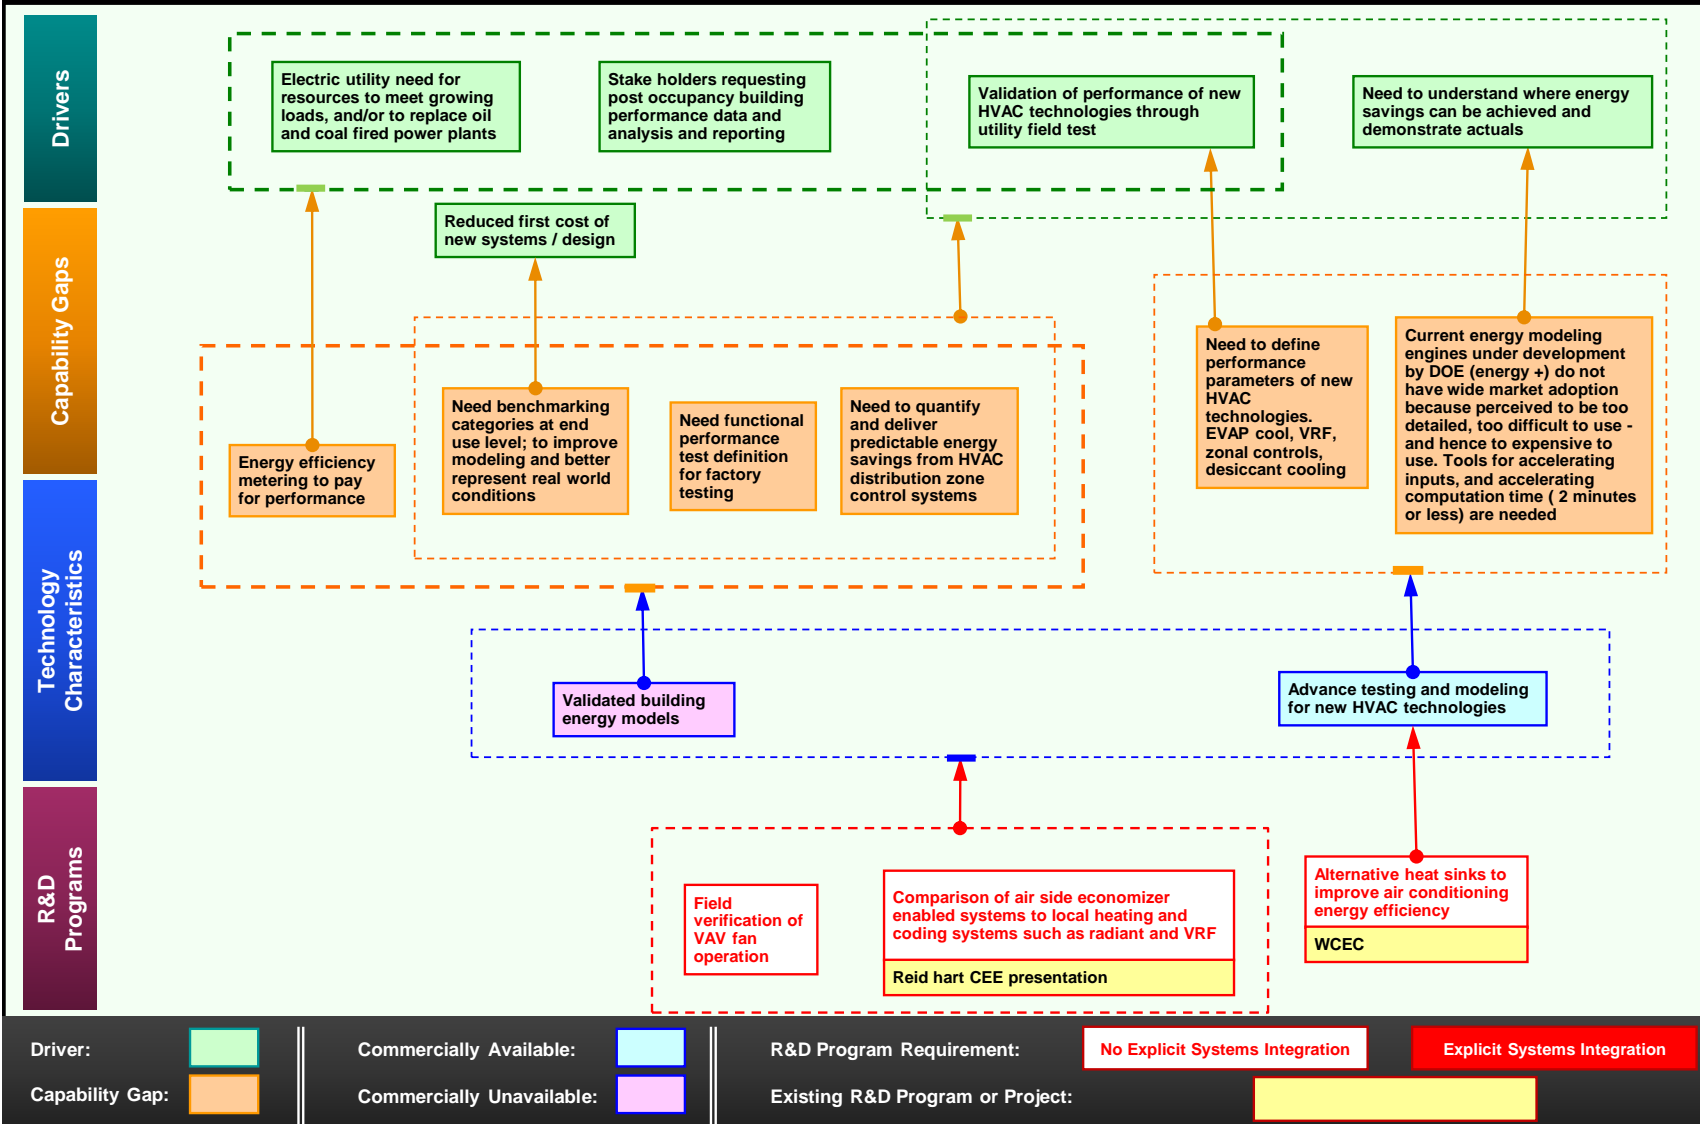 Drivers
Electric utility need for
resources to meet growing
loads, and/or to replace oil
and coal fired power plants
Stake holders requesting
post occupancy building
performance data and
analysis and reporting
Validation of performance of new
HVAC technologies through
utility field test
Need to understand where energy
savings can be achieved and
demonstrate actuals
Capability Gaps
Reduced first cost of
new systems / design
Energy efficiency
metering to pay
for performance
Need benchmarking
categories at end
use level; to improve
modeling and better
represent real world
conditions
Need functional
performance
test definition
for factory
testing
Need to quantify
and deliver
predictable energy
savings from HVAC
distribution zone
control systems
Need to define
performance
parameters of new
HVAC
technologies.
EVAP cool, VRF,
zonal controls,
desiccant cooling
Current energy modeling
engines under development
by DOE (energy +) do not
have wide market adoption
because perceived to be too
detailed, too difficult to use -
and hence to expensive to
use. Tools for accelerating
inputs, and accelerating
computation time ( 2 minutes
or less) are needed
Technology
Characteristics
Validated building
energy models
Advance testing and modeling
for new HVAC technologies
R&D
Programs
Field
verification of
VAV fan
operation
Comparison of air side economizer
enabled systems to local heating and
coding systems such as radiant and VRF
Reid hart CEE presentation
Alternative heat sinks to
improve air conditioning
energy efficiency
WCEC
Driver:
Capability Gap:
Commercially Available:
Commercially Unavailable:
R&D Program Requirement:
No Explicit Systems Integration
Explicit Systems Integration
Existing R&D Program or Project: